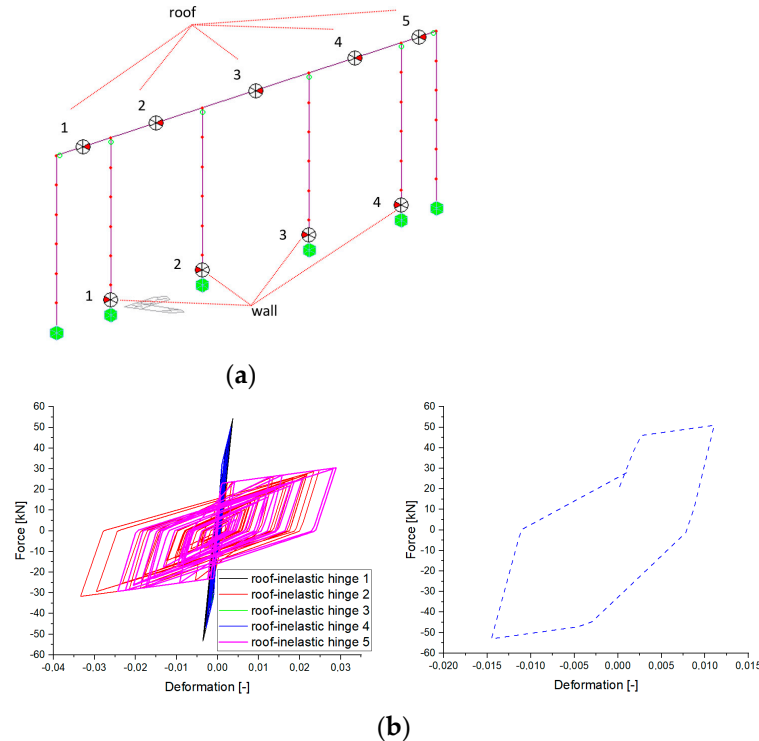 roof
5
4
3
2
1
4
3
2
1
wall
(a)
60
50
40
30
20
10
0
-10
-20
-30
-40
-50
-60
Force [kN]
roof-inelastic hinge 1
roof-inelastic hinge 2
roof-inelastic hinge 3
roof-inelastic hinge 4
roof-inelastic hinge 5
-0.04 -0.03 -0.02 -0.01 0.00 0.01 0.02 0.03
Deformation [-]
60
50
40
30
20
10
0
-10
-20
-30
-40
-50
-60
Force [kN]
-0.020 -0.015 -0.010 -0.005 0.000 0.005 0.010 0.015
Deformation [-]
(b)